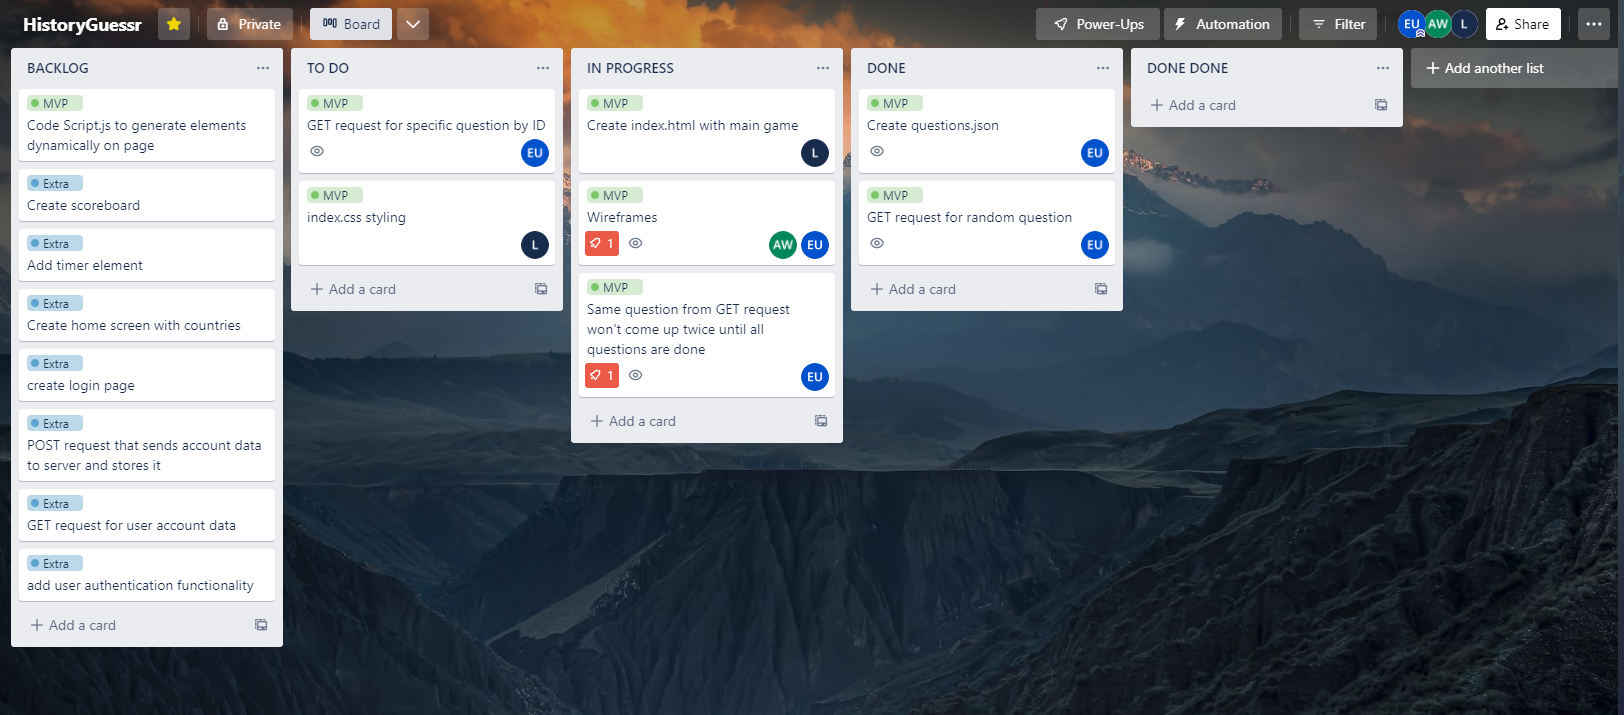 HistoryGuessr
Private
Board
Power-Ups
Automation
Filter
EU
AW
L
Share
BACKLOG
MVP
Code Script.js to generate elements
dynamically on page
Extra
Create scoreboard
Extra
Add timer element
Extra
Create home screen with countries
Extra
create login page
Extra
POST request that sends account data
to server and stores it
Extra
GET request for user account data
Extra
add user authentication functionality
+ Add a card
TO DO
MVP
GET request for specific question by ID
EU
MVP
index.css styling
L
+ Add a card
IN PROGRESS
MVP
Create index.html with main game
L
MVP
Wireframes
1
AW
EU
MVP
Same question from GET request
won't come up twice until all
questions are done
1
EU
+ Add a card
DONE
MVP
Create questions.json
EU
MVP
GET request for random question
EU
+ Add a card
DONE DONE
+ Add a card
+ Add another list